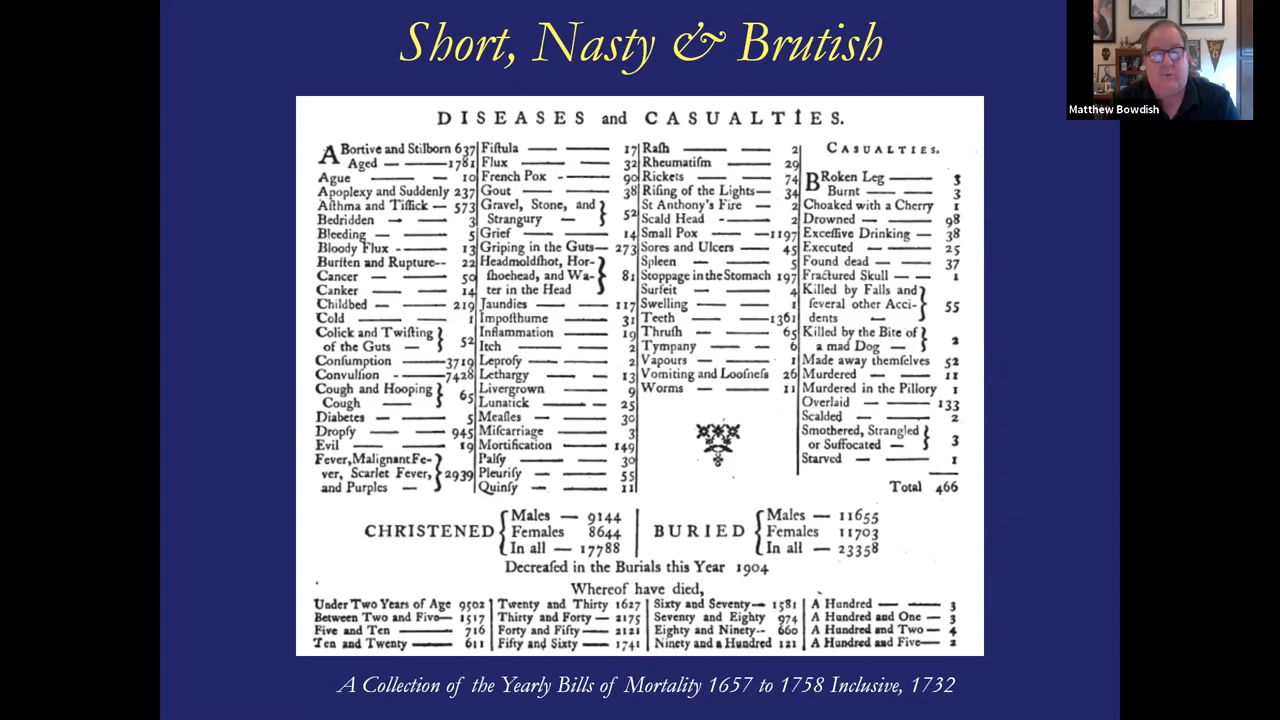 Short, Nasty & Brutish
Matthew Bowdish
DISEASES and CASUALTIES.
ABortive and Stilborn 637
Aged — 1781
Ague — 10
Apoplexy and Suddenly 237
Aſthma and Tiſſick — 573
Bedridden — 3
Bleeding — 5
Bloody Flux - — 13
Burſten and Rupture-- 22
Cancer — 50
Canker — 14
Childbed — 219
Cold — 1
Colick and Twiſting
of the Guts — } 52
Conſumption — 3719
Convulſion — 7428
Cough and Hooping
Cough — } 65
Diabetes — 5
Dropſy — 945
Evil — 19
Fever, Malignant Fe-
ver, Scarlet Fever, } 2939
and Purples —
Fiſtula — 17
Flux — 32
French Pox - — 90
Gout — 38
Gravel, Stone, and
Strangury — } 52
Grief — 14
Griping in the Guts— 273
Headmoldſhot, Hor-
ſhoehead, and Wa- } 81
ter in the Head
Jaundies — 117
Impoſthume — 31
Inflammation — 19
Itch — 2
Leproſy — 2
Lethargy — 13
Livergrown — 9
Lunatick — 25
Meaſles — 30
Miſcarriage — 3
Mortification — 149
Palſy — 30
Pleuriſy — 55
Quinſy — 11
Raſh — 2
Rheumatiſm — 29
Rickets — 74
Riſing of the Lights— 34
St Anthony's Fire — 2
Scald Head - — 2
Small Pox — 1197
Sores and Ulcers — 45
Spleen — 5
Stoppage in the Stomach 197
Surfeit — 4
Swelling — 1
Teeth — 1361
Thruſh — 65
Tympany — 6
Vapours — 1
Vomiting and Looſneſs 26
Worms — 11
CASUALTIES.
BRoken Leg — 3
Burnt — 3
Choaked with a Cherry 1
Drowned — 98
Exceſſive Drinking — 38
Executed — 25
Found dead — 37
Fractured Skull — 1
Killed by Falls and
ſeveral other Acci- } 55
dents —
Killed by the Bite of
a mad Dog — } 2
Made away themſelves 52
Murdered — 11
Murdered in the Pillory 1
Overlaid — 133
Scalded — 2
Smothered, Strangled
or Suffocated — } 3
Starved — 1
Total 466
CHRISTENED { Males — 9144
Females 8644
In all — 17788
BURIED { Males — 11655
Females 11703
In all — 23358
Decreaſed in the Burials this Year 1904
Whereof have died,
Under Two Years of Age 9502
Between Two and Five— 1517
Five and Ten — 716
Ten and Twenty — 611
Twenty and Thirty 1627
Thirty and Forty — 2175
Forty and Fifty — 2121
Fifty and Sixty — 1741
Sixty and Seventy— 1581
Seventy and Eighty 974
Eighty and Ninety-- 660
Ninety and a Hundred 121
A Hundred — 3
A Hundred and One — 3
A Hundred and Two — 4
A Hundred and Five— 2
A Collection of the Yearly Bills of Mortality 1657 to 1758 Inclusive, 1732